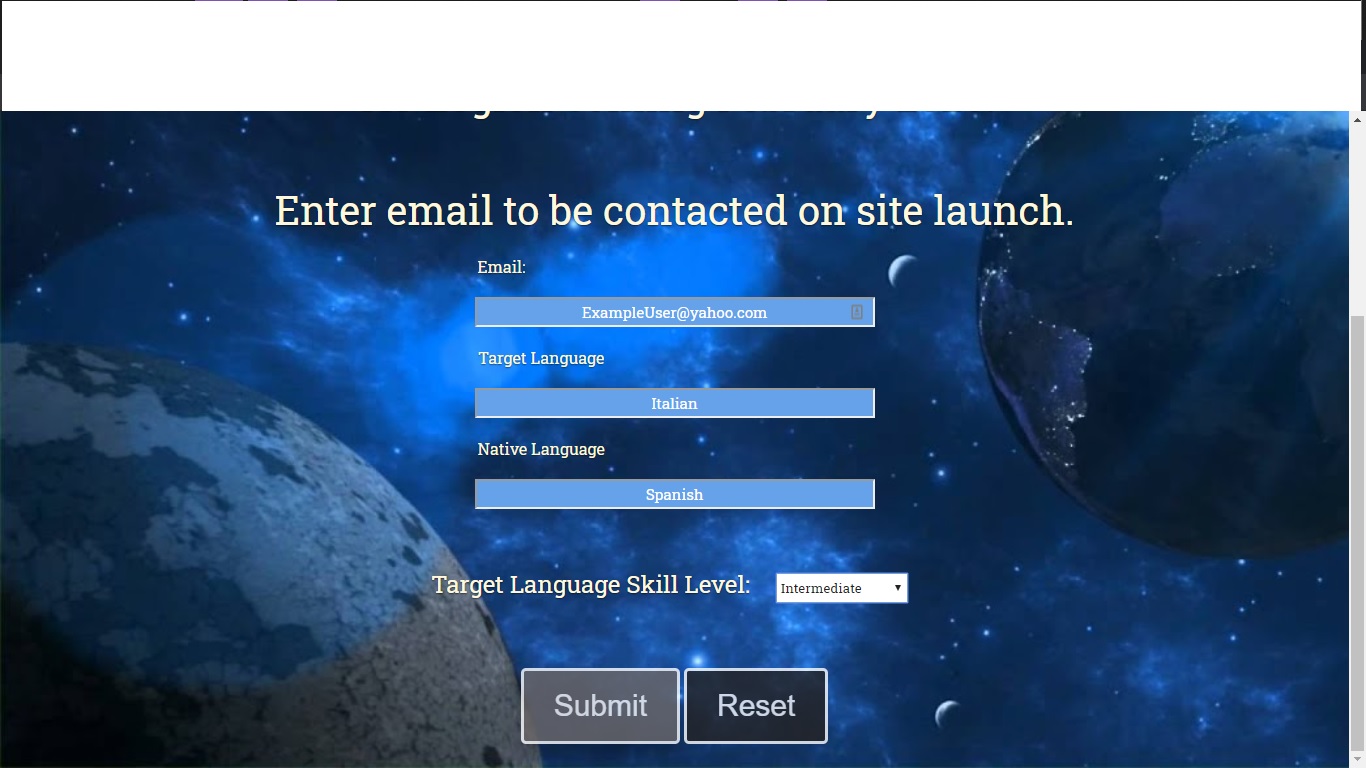 Enter email to be contacted on site launch.
Email:
ExampleUser@yahoo.com
Target Language
Italian
Native Language
Spanish
Target Language Skill Level: Intermediate
Submit Reset